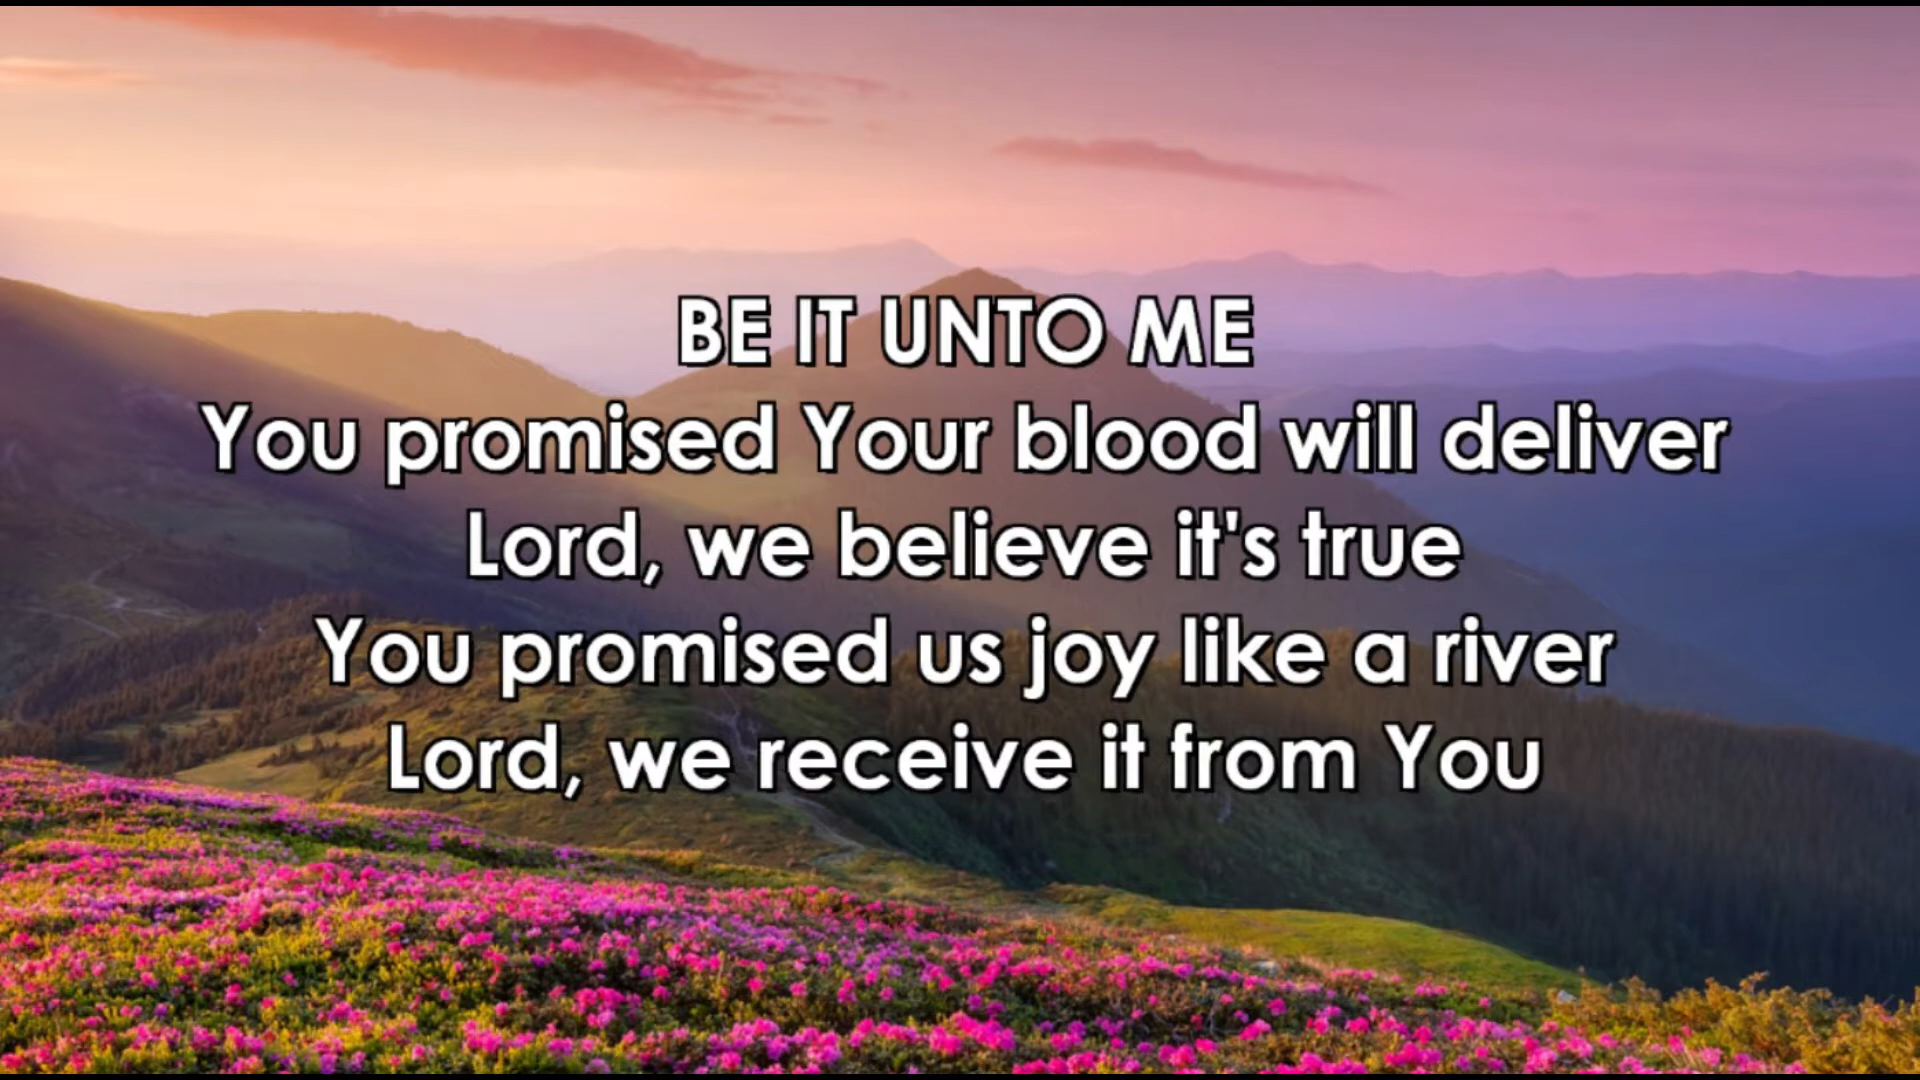 BE IT UNTO ME
You promised Your blood will deliver
Lord, we believe it's true
You promised us joy like a river
Lord, we receive it from You